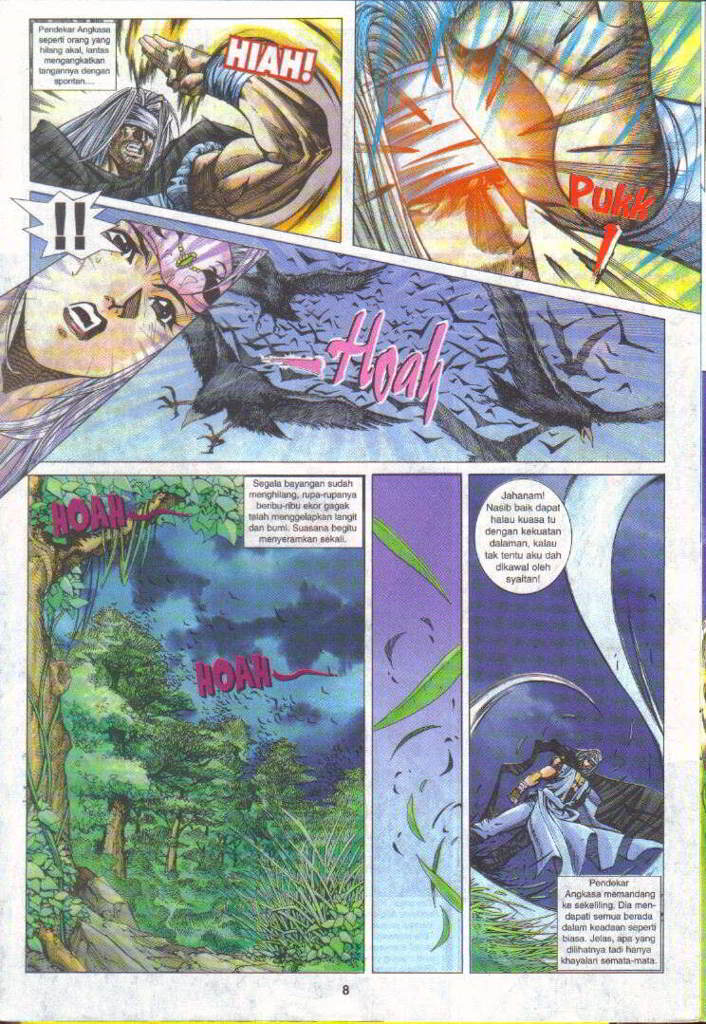 Pendekar Angkasa
seperti orang yang
hilang akal, lantas
mengangkatkan
tangannya dengan
spontan....
HIAH!
PUKK
!
!!
HOAH
HOAH
Segala bayangan sudah
menghilang, rupa-rupanya
beribu-ribu ekor gagak
telah menggelapkan langit
dan bumi. Suasana begitu
menyeramkan sekali.
HOAH
Jahanam!
Nasib baik dapat
halau kuasa tu
dengan kekuatan
dalaman, kalau
tak tentu aku dah
dikawal oleh
syaitan!
Pendekar
Angkasa memandang
ke sekeliling. Dia men-
dapati semua berada
dalam keadaan seperti
biasa. Jelas, apa yang
dilihatnya tadi hanya
khayalan semata-mata.
8